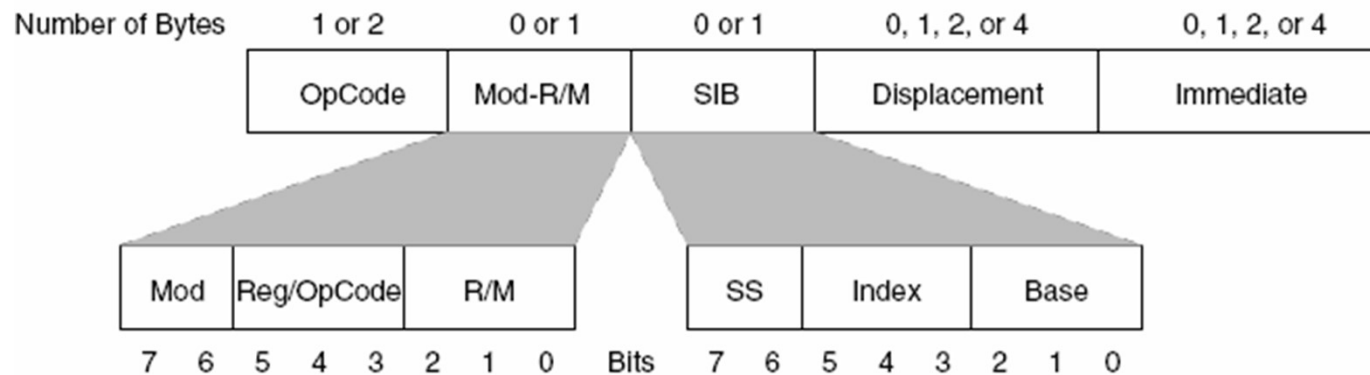 Number of Bytes 1 or 2 0 or 1 0 or 1 0, 1, 2, or 4 0, 1, 2, or 4
OpCode Mod-R/M SIB Displacement Immediate
Mod Reg/OpCode R/M SS Index Base
7 6 5 4 3 2 1 0 Bits 7 6 5 4 3 2 1 0